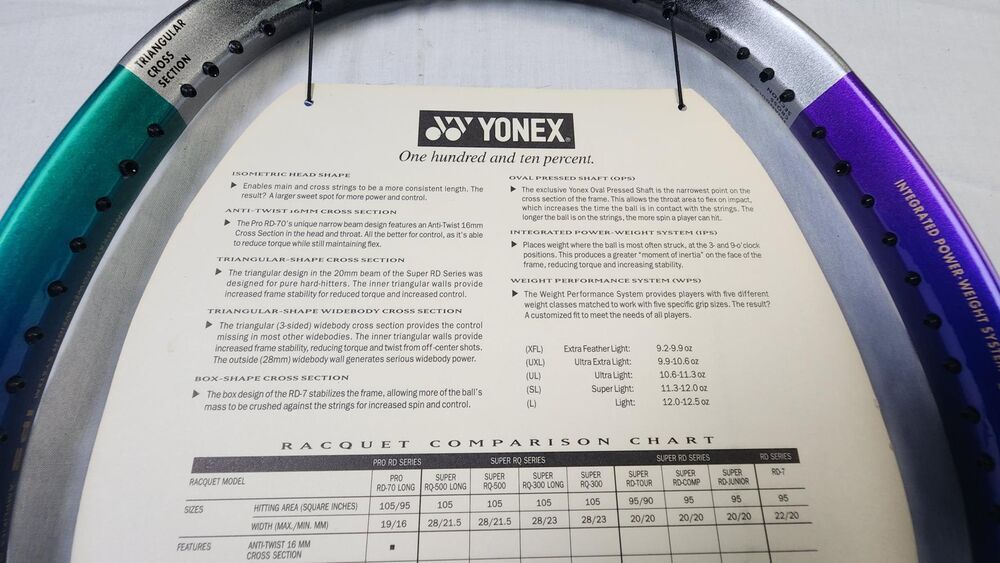 TRIANGULAR
CROSS
SECTION
YONEX
One hundred and ten percent.
ISOMETRIC HEAD SHAPE
▶ Enables main and cross strings to be a more consistent length. The
result? A larger sweet spot for more power and control.
ANTI-TWIST 16MM CROSS SECTION
▶ The Pro RD-70's unique narrow beam design features an Anti-Twist 16mm
Cross Section in the head and throat. All the better for control, as it's able
to reduce torque while still maintaining flex.
TRIANGULAR-SHAPE CROSS SECTION
▶ The triangular design in the 20mm beam of the Super RD Series was
designed for pure hard-hitters. The inner triangular walls provide
increased frame stability for reduced torque and increased control.
TRIANGULAR-SHAPE WIDEBODY CROSS SECTION
▶ The triangular (3-sided) widebody cross section provides the control
missing in most other widebodies. The inner triangular walls provide
increased frame stability, reducing torque and twist from off-center shots.
The outside (28mm) widebody wall generates serious widebody power.
BOX-SHAPE CROSS SECTION
▶ The box design of the RD-7 stabilizes the frame, allowing more of the ball's
mass to be crushed against the strings for increased spin and control.
OVAL PRESSED SHAFT (OPS)
▶ The exclusive Yonex Oval Pressed Shaft is the narrowest point on the
cross section of the frame. This allows the throat area to flex on impact,
which increases the time the ball is in contact with the strings. The
longer the ball is on the strings, the more spin a player can hit.
INTEGRATED POWER-WEIGHT SYSTEM (IPS)
▶ Places weight where the ball is most often struck, at the 3- and 9-o'clock
positions. This produces a greater "moment of inertia" on the face of the
frame, reducing torque and increasing stability.
WEIGHT PERFORMANCE SYSTEM (WPS)
▶ The Weight Performance System provides players with five different
weight classes matched to work with five specific grip sizes. The result?
A customized fit to meet the needs of all players.
(XFL) Extra Feather Light: 9.2-9.9 oz
(UXL) Ultra Extra Light: 9.9-10.6 oz
(UL) Ultra Light: 10.6-11.3 oz
(SL) Super Light: 11.3-12.0 oz
(L) Light: 12.0-12.5 oz
RACQUET COMPARISON CHART
PRO RD SERIES SUPER RQ SERIES SUPER RD SERIES RD SERIES
RACQUET MODEL PRO RD-70 LONG SUPER RQ-500 LONG SUPER RQ-500 SUPER RQ-300 LONG SUPER RQ-300 SUPER RD-TOUR SUPER RD-COMP SUPER RD-JUNIOR RD-7
SIZES HITTING AREA (SQUARE INCHES) 105/95 105 105 105 105 95/90 95 95 95
WIDTH (MAX./MIN. MM) 19/16 28/21.5 28/21.5 28/23 28/23 20/20 20/20 20/20 22/20
FEATURES ANTI-TWIST 16 MM ■
CROSS SECTION
INTEGRATED POWER-WEIGHT SYSTEM